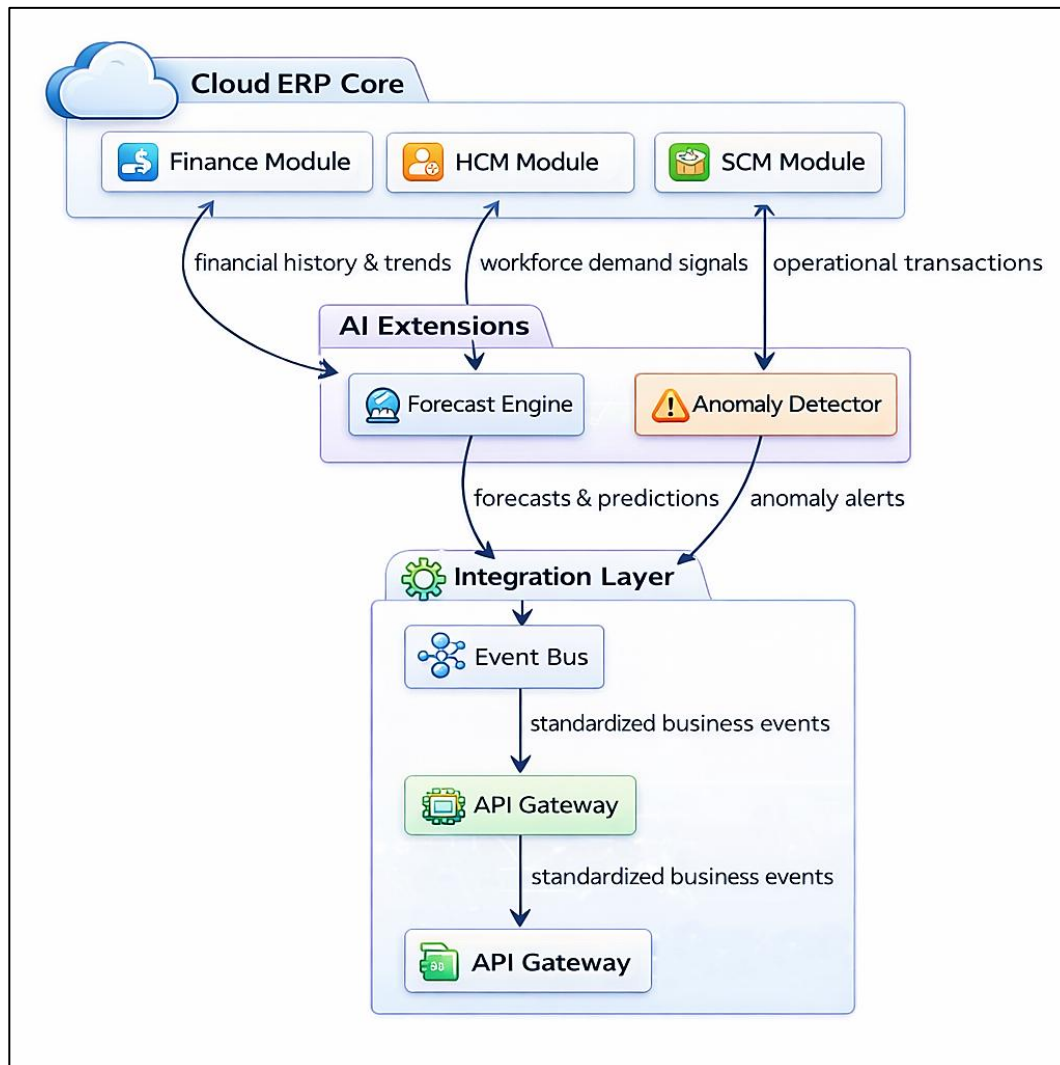 Cloud ERP Core
Finance Module
HCM Module
SCM Module
financial history & trends
workforce demand signals
operational transactions
AI Extensions
Forecast Engine
Anomaly Detector
forecasts & predictions
anomaly alerts
Integration Layer
Event Bus
standardized business events
API Gateway
standardized business events
API Gateway